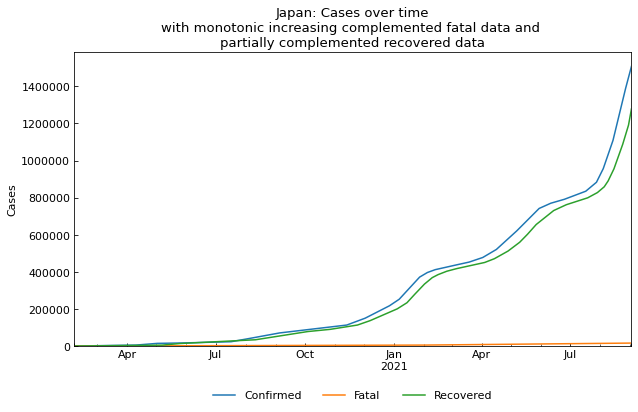 Japan: Cases over time
with monotonic increasing complemented fatal data and
partially complemented recovered data
1400000
1200000
1000000
800000
600000
400000
200000
0
Cases
Apr
Jul
Oct
Jan
2021
Apr
Jul
Confirmed
Fatal
Recovered